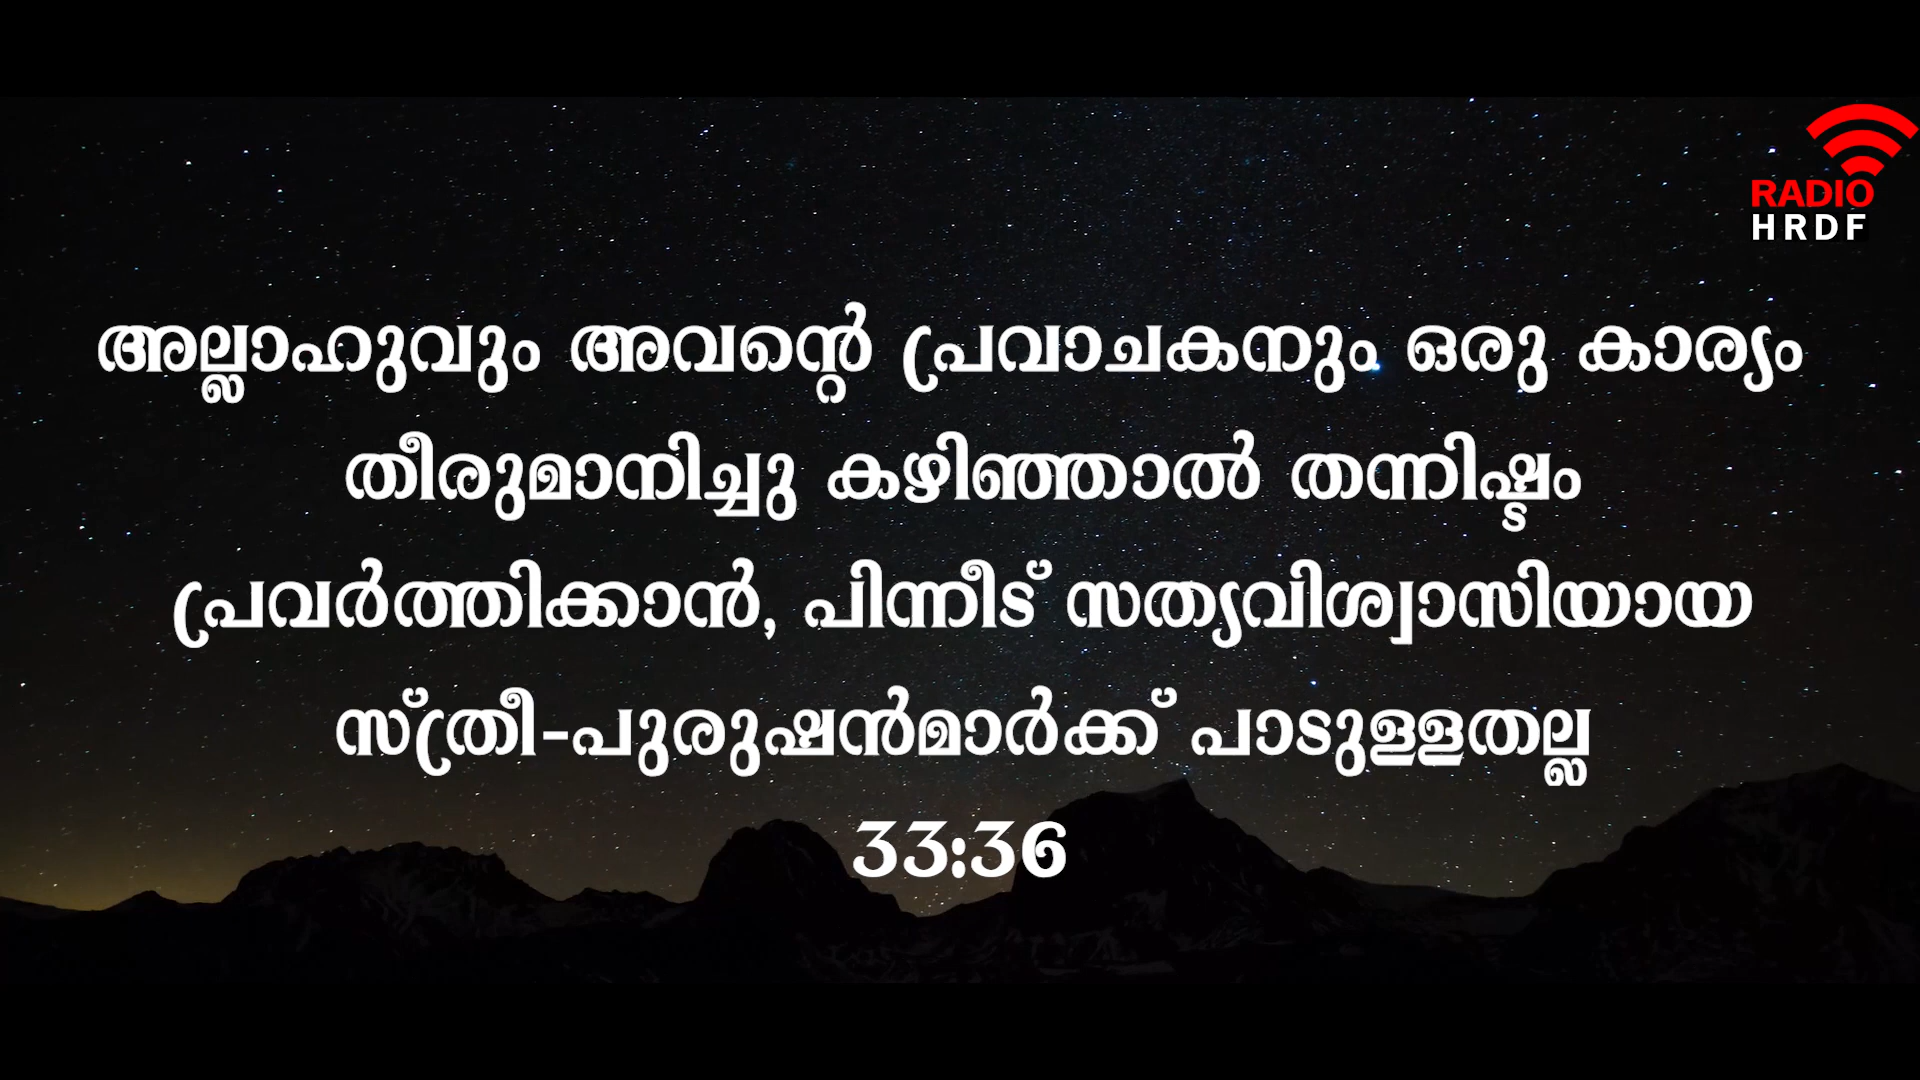 RADIO
HRDF
അല്ലാഹുവും അവന്റെ പ്രവാചകനും ഒരു കാര്യം
തീരുമാനിച്ചു കഴിഞ്ഞാൽ തന്നിഷ്ടം
പ്രവർത്തിക്കാൻ, പിന്നീട് സത്യവിശ്വാസിയായ
സ്ത്രീ-പുരുഷൻമാർക്ക് പാടുള്ളതല്ല
33:36